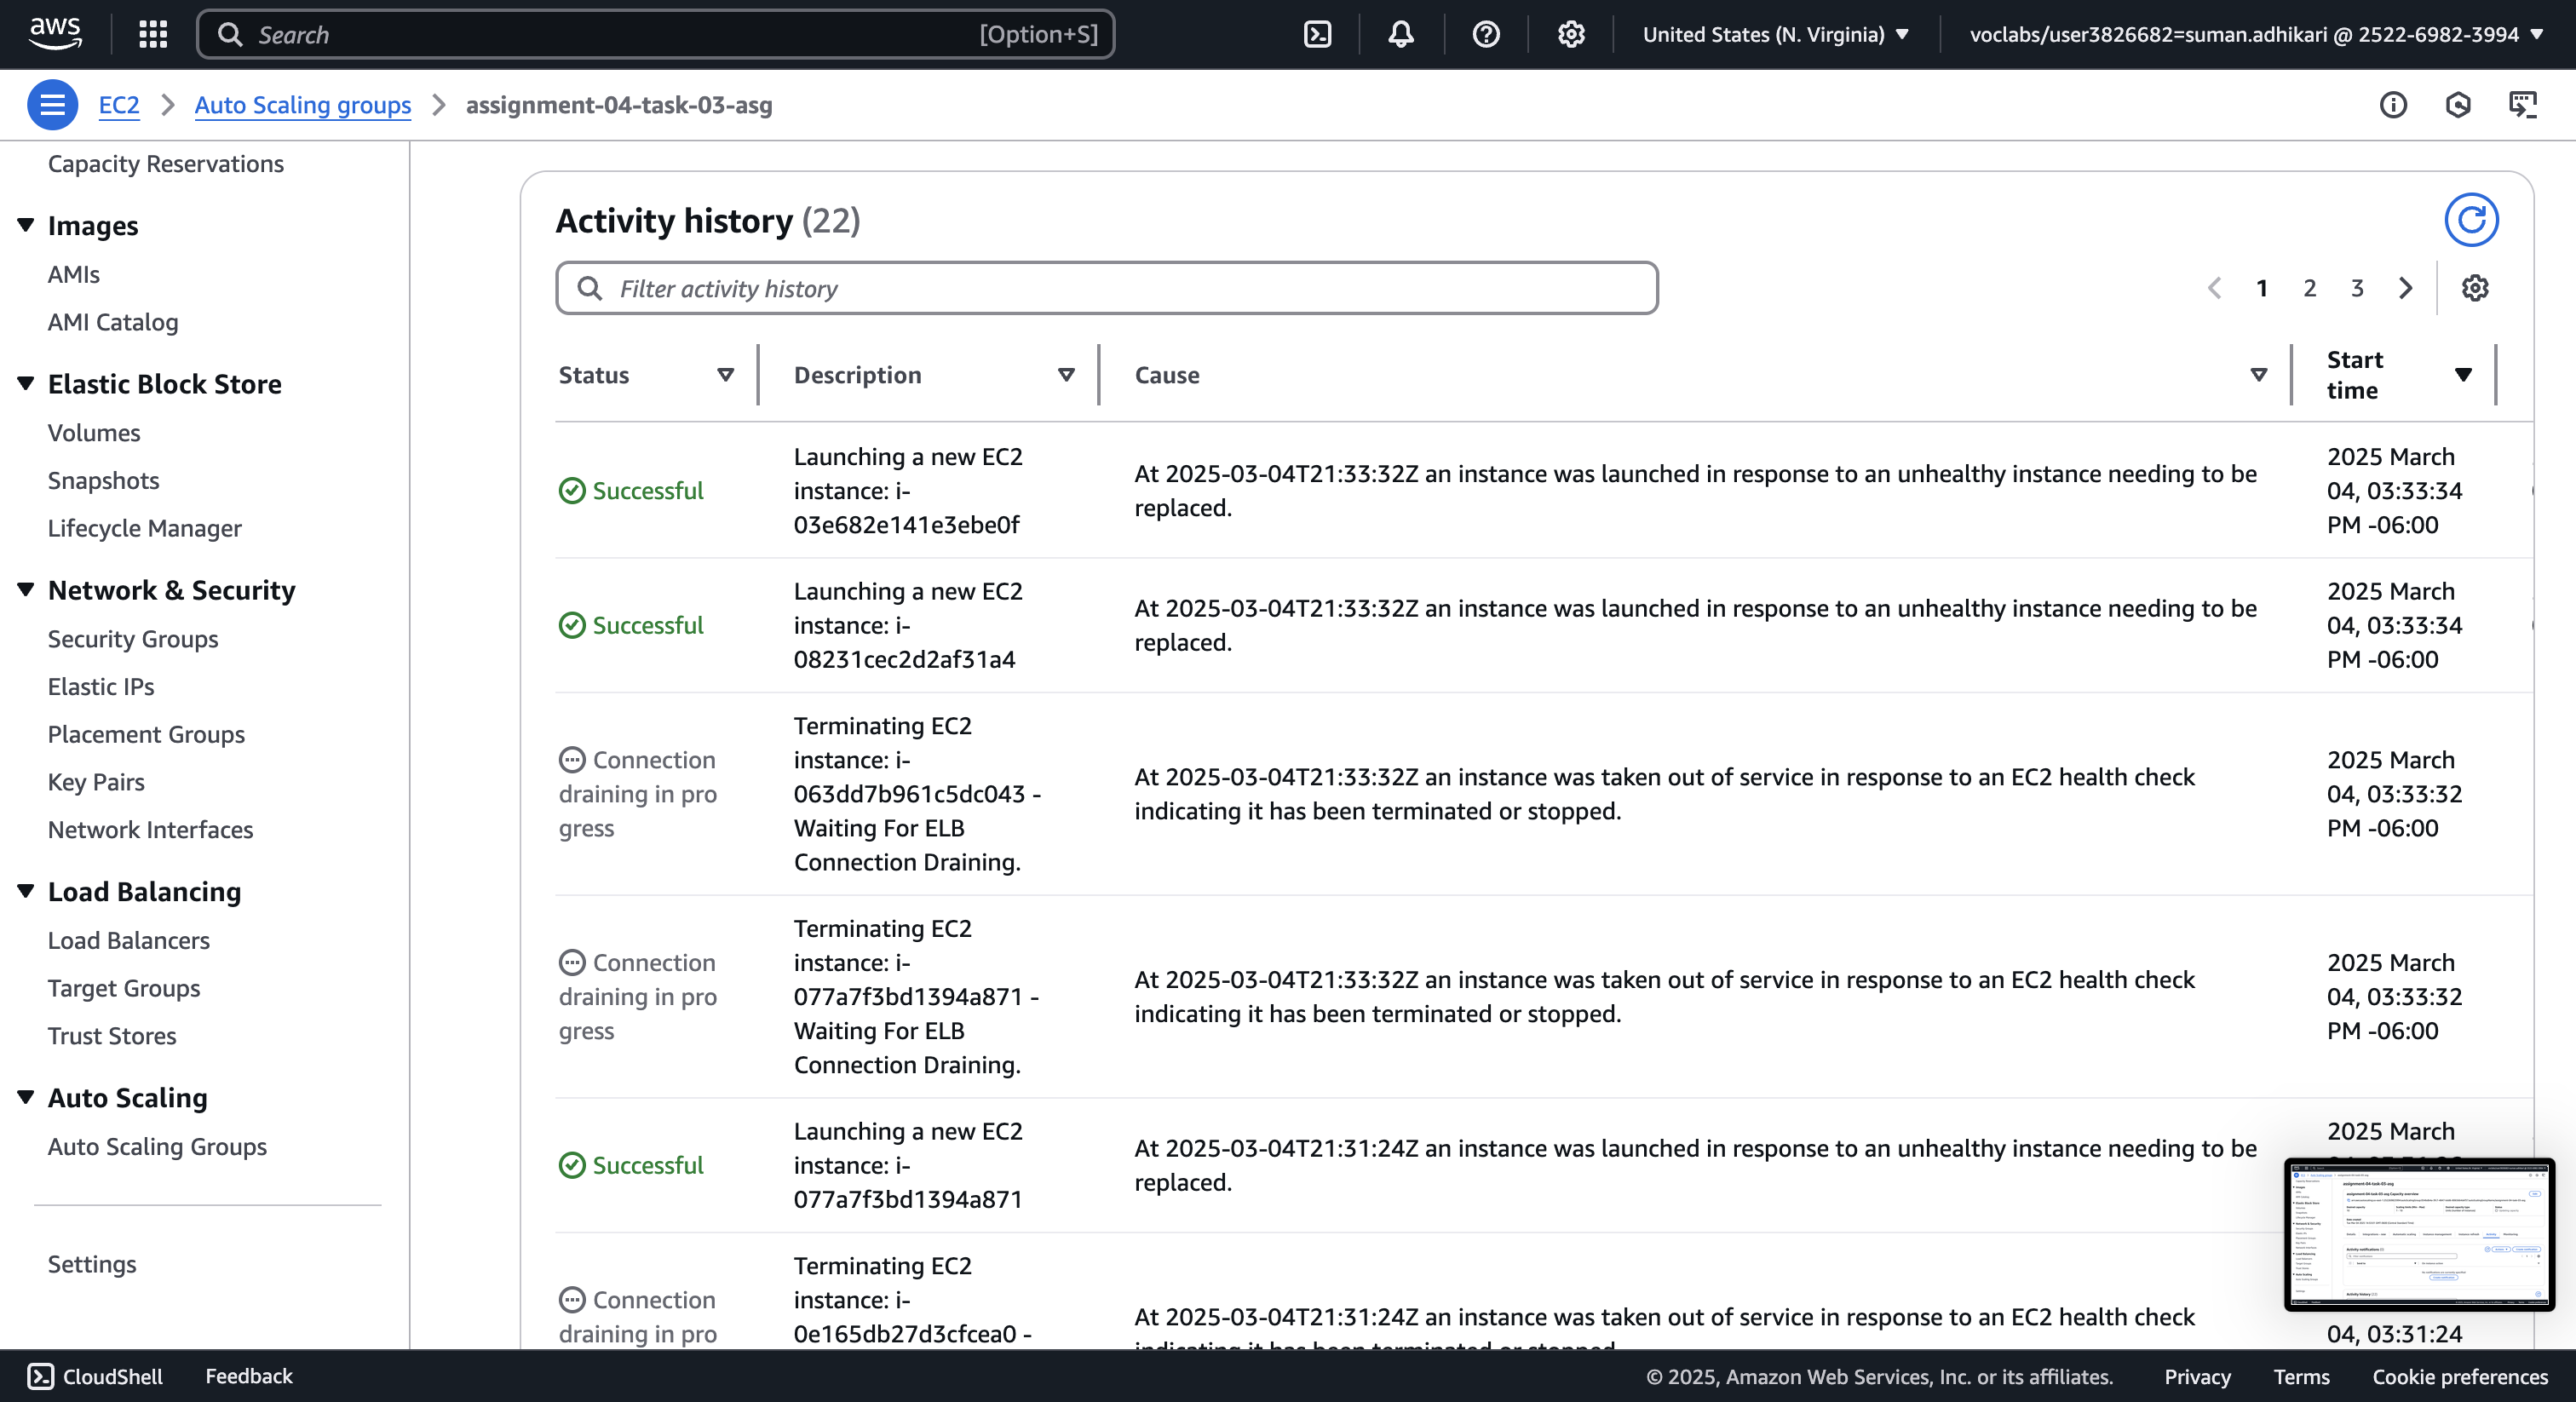 aws
Search
[Option+S]
United States (N. Virginia)
voclabs/user3826682=suman.adhikari @ 2522-6982-3994
EC2
Auto Scaling groups
assignment-04-task-03-asg
Capacity Reservations
Images
AMIs
AMI Catalog
Elastic Block Store
Volumes
Snapshots
Lifecycle Manager
Network & Security
Security Groups
Elastic IPs
Placement Groups
Key Pairs
Network Interfaces
Load Balancing
Load Balancers
Target Groups
Trust Stores
Auto Scaling
Auto Scaling Groups
Settings
Activity history (22)
Filter activity history
1 2 3
Status
Description
Cause
Start
time
Successful
Launching a new EC2
instance: i-
03e682e141e3ebe0f
At 2025-03-04T21:33:32Z an instance was launched in response to an unhealthy instance needing to be
replaced.
2025 March
04, 03:33:34
PM -06:00
Successful
Launching a new EC2
instance: i-
08231cec2d2af31a4
At 2025-03-04T21:33:32Z an instance was launched in response to an unhealthy instance needing to be
replaced.
2025 March
04, 03:33:34
PM -06:00
Connection
draining in pro
gress
Terminating EC2
instance: i-
063dd7b961c5dc043 -
Waiting For ELB
Connection Draining.
At 2025-03-04T21:33:32Z an instance was taken out of service in response to an EC2 health check
indicating it has been terminated or stopped.
2025 March
04, 03:33:32
PM -06:00
Connection
draining in pro
gress
Terminating EC2
instance: i-
077a7f3bd1394a871 -
Waiting For ELB
Connection Draining.
At 2025-03-04T21:33:32Z an instance was taken out of service in response to an EC2 health check
indicating it has been terminated or stopped.
2025 March
04, 03:33:32
PM -06:00
Successful
Launching a new EC2
instance: i-
077a7f3bd1394a871
At 2025-03-04T21:31:24Z an instance was launched in response to an unhealthy instance needing to be
replaced.
2025 March
Connection
draining in pro
Terminating EC2
instance: i-
0e165db27d3cfcea0 -
At 2025-03-04T21:31:24Z an instance was taken out of service in response to an EC2 health check
indicating it has been terminated or stopped.
04, 03:31:24
CloudShell
Feedback
© 2025, Amazon Web Services, Inc. or its affiliates.
Privacy
Terms
Cookie preferences